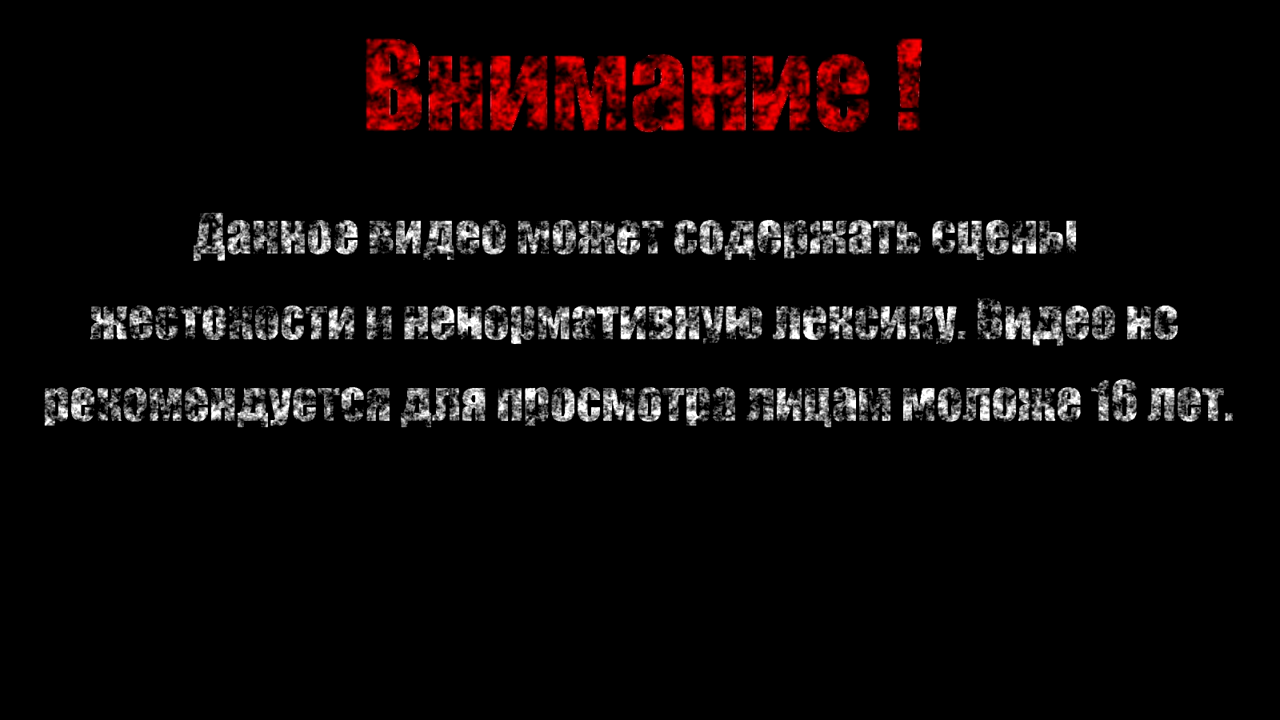 Внимание !
Данное видео может содержать сцены
жестокости и ненормативную лексику. Видео не
рекомендуется для просмотра лицам моложе 16 лет.